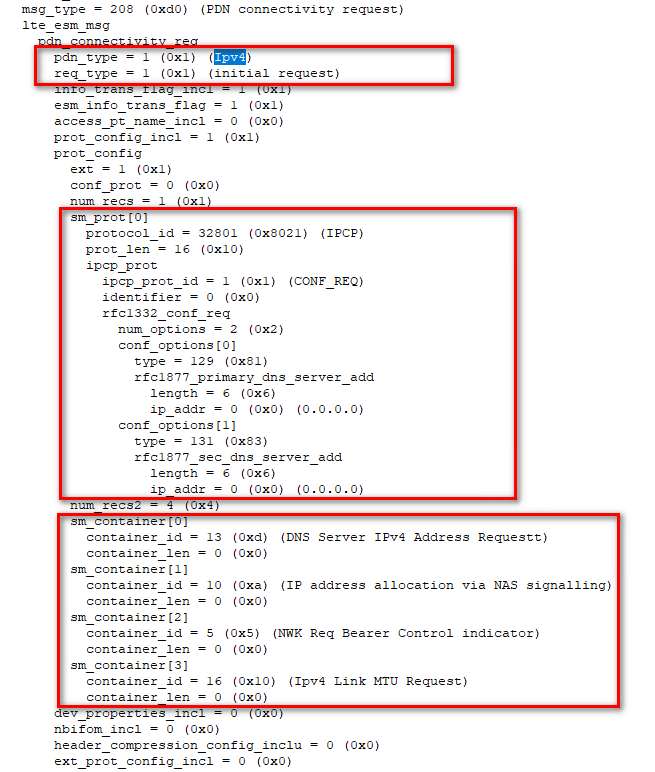 msg_type = 208 (0xd0) (PDN connectivity request)
lte_esm_msg
pdn_connectivity_req
pdn_type = 1 (0x1) (Ipv4)
req_type = 1 (0x1) (initial request)
info_trans_flag_incl = 1 (0x1)
esm_info_trans_flag = 1 (0x1)
access_pt_name_incl = 0 (0x0)
prot_config_incl = 1 (0x1)
prot_config
ext = 1 (0x1)
conf_prot = 0 (0x0)
num_recs = 1 (0x1)
sm_prot[0]
protocol_id = 32801 (0x8021) (IPCP)
prot_len = 16 (0x10)
ipcp_prot
ipcp_prot_id = 1 (0x1) (CONF_REQ)
identifier = 0 (0x0)
rfc1332_conf_req
num_options = 2 (0x2)
conf_options[0]
type = 129 (0x81)
rfc1877_primary_dns_server_add
length = 6 (0x6)
ip_addr = 0 (0x0) (0.0.0.0)
conf_options[1]
type = 131 (0x83)
rfc1877_sec_dns_server_add
length = 6 (0x6)
ip_addr = 0 (0x0) (0.0.0.0)
num_recs2 = 4 (0x4)
sm_container[0]
container_id = 13 (0xd) (DNS Server IPv4 Address Requestt)
container_len = 0 (0x0)
sm_container[1]
container_id = 10 (0xa) (IP address allocation via NAS signalling)
container_len = 0 (0x0)
sm_container[2]
container_id = 5 (0x5) (NWK Req Bearer Control indicator)
container_len = 0 (0x0)
sm_container[3]
container_id = 16 (0x10) (Ipv4 Link MTU Request)
container_len = 0 (0x0)
dev_properties_incl = 0 (0x0)
nbifom_incl = 0 (0x0)
header_compression_config_inclu = 0 (0x0)
ext_prot_config_incl = 0 (0x0)